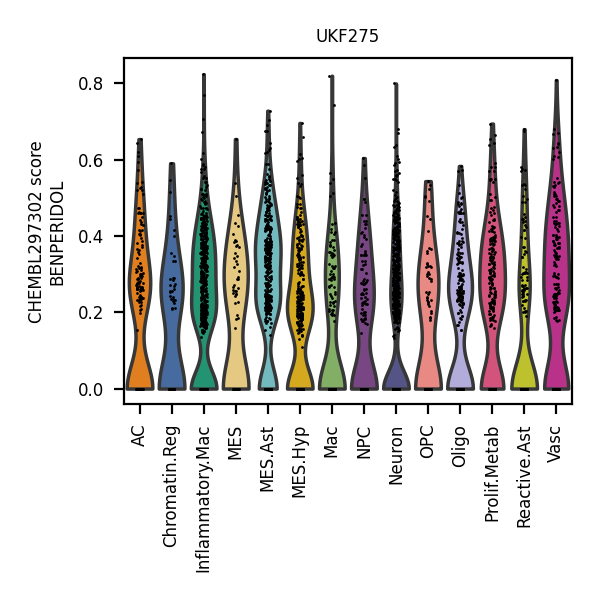 UKF275
CHEMBL297302 score
BENPERIDOL
0.8
0.6
0.4
0.2
0.0
AC
Chromatin.Reg
Inflammatory.Mac
MES
MES.Ast
MES.Hyp
Mac
NPC
Neuron
OPC
Oligo
Prolif.Metab
Reactive.Ast
Vasc